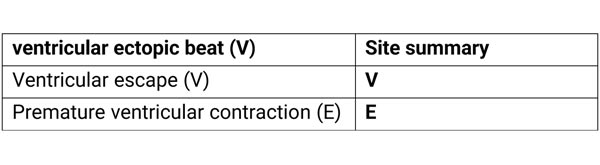 ventricular ectopic beat (V) Site summary
Ventricular escape (V) V
Premature ventricular contraction (E) E